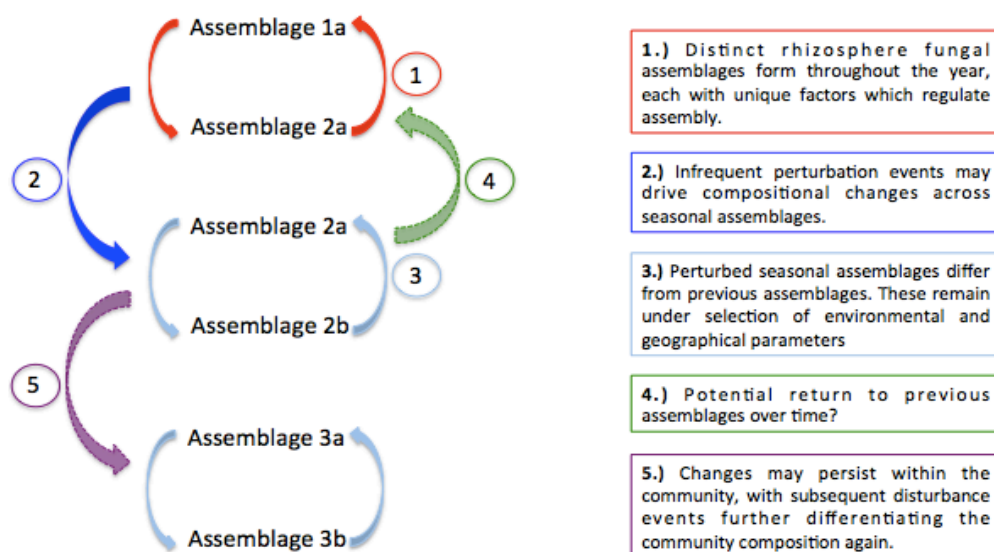 Assemblage 1a
1
Assemblage 2a
2
4
Assemblage 2a
3
Assemblage 2b
5
Assemblage 3a
Assemblage 3b
1.) Distinct rhizosphere fungal
assemblages form throughout the year,
each with unique factors which regulate
assembly.
2.) Infrequent perturbation events may
drive compositional changes across
seasonal assemblages.
3.) Perturbed seasonal assemblages differ
from previous assemblages. These remain
under selection of environmental and
geographical parameters
4.) Potential return to previous
assemblages over time?
5.) Changes may persist within the
community, with subsequent disturbance
events further differentiating the
community composition again.